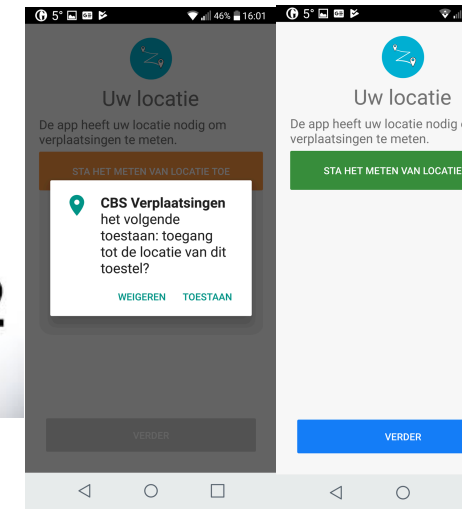 5° GE 46% 16:01
Uw locatie
De app heeft uw locatie nodig om
verplaatsingen te meten.
STA HET METEN VAN LOCATIE TOE
CBS Verplaatsingen
het volgende
toestaan: toegang
tot de locatie van dit
toestel?
WEIGEREN TOESTAAN
VERDER
5° GE
Uw locatie
De app heeft uw locatie nodig
verplaatsingen te meten.
STA HET METEN VAN LOCATIE
VERDER